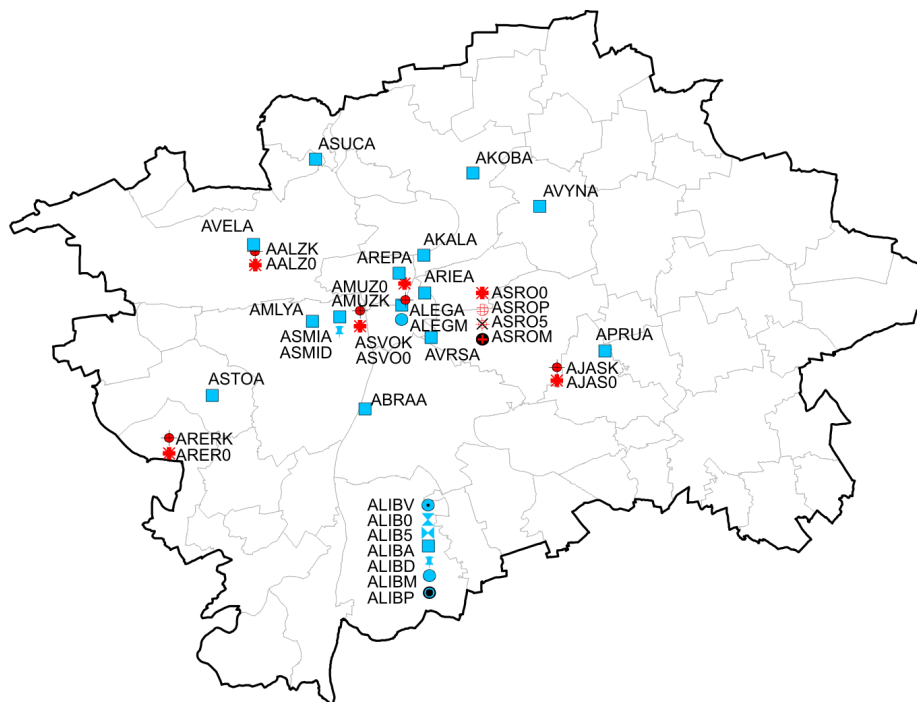 ASUCA
AKOBA
AVYNA
AVELA
AALZK
AALZ0
AKALA
AREPA
ARIEA
AMUZ0
AMUZK
ASRO0
ASROP
ASRO5
ASROM
AMLYA
ALEGA
ALEGM
ASMIA
ASMID
ASVOK
ASVO0
AVRSA
APRUA
AJASK
AJAS0
ASTOA
ABRAA
ARERK
ARER0
ALIBV
ALIB0
ALIB5
ALIBA
ALIBD
ALIBM
ALIBP